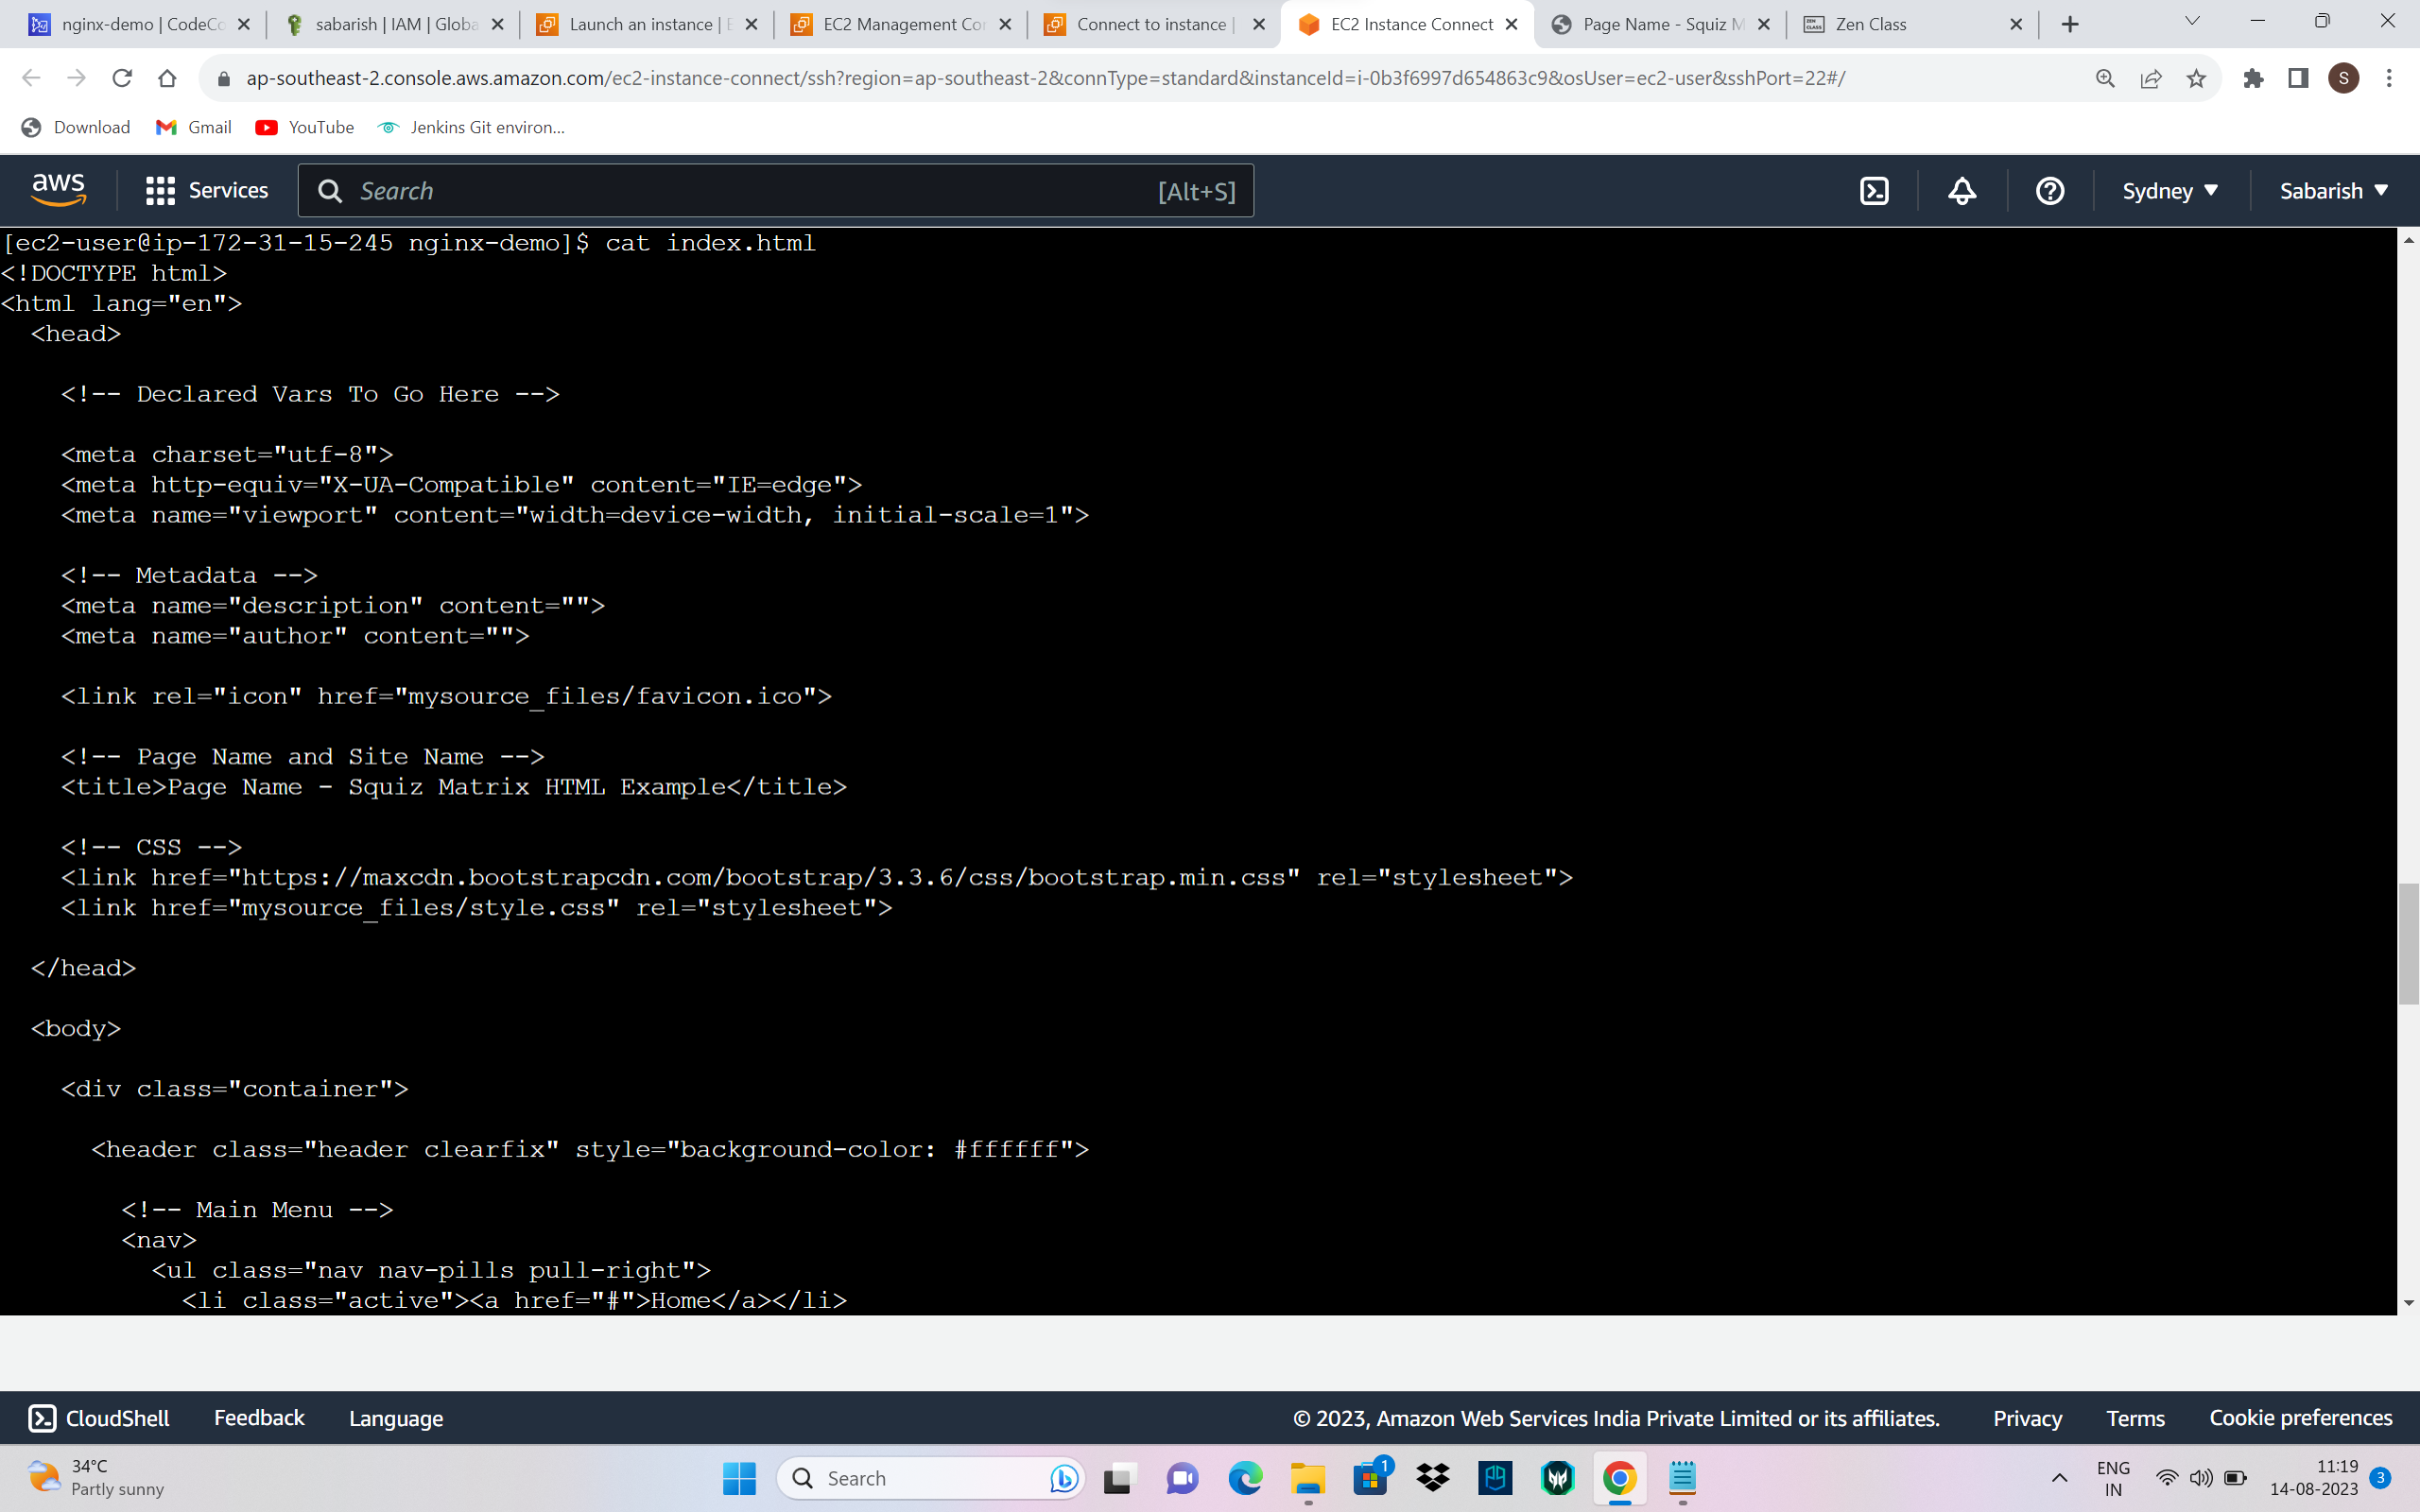 nginx-demo | CodeCo
sabarish | IAM | Globa
Launch an instance | E
EC2 Management Con
Connect to instance |
EC2 Instance Connect
Page Name - Squiz M
Zen Class
ap-southeast-2.console.aws.amazon.com/ec2-instance-connect/ssh?region=ap-southeast-2&connType=standard&instanceId=i-0b3f6997d654863c9&osUser=ec2-user&sshPort=22#/
S
Download
Gmail
YouTube
Jenkins Git environ...
aws
Services
Search
[Alt+S]
Sydney
Sabarish
[ec2-user@ip-172-31-15-245 nginx-demo]$ cat index.html
<!DOCTYPE html>
<html lang="en">
<head>
<!-- Declared Vars To Go Here -->
<meta charset="utf-8">
<meta http-equiv="X-UA-Compatible" content="IE=edge">
<meta name="viewport" content="width=device-width, initial-scale=1">
<!-- Metadata -->
<meta name="description" content="">
<meta name="author" content="">
<link rel="icon" href="mysource_files/favicon.ico">
<!-- Page Name and Site Name -->
<title>Page Name - Squiz Matrix HTML Example</title>
<!-- CSS -->
<link href="https://maxcdn.bootstrapcdn.com/bootstrap/3.3.6/css/bootstrap.min.css" rel="stylesheet">
<link href="mysource_files/style.css" rel="stylesheet">
</head>
<body>
<div class="container">
<header class="header clearfix" style="background-color: #ffffff">
<!-- Main Menu -->
<nav>
<ul class="nav nav-pills pull-right">
<li class="active"><a href="#">Home</a></li>
CloudShell
Feedback
Language
© 2023, Amazon Web Services India Private Limited or its affiliates.
Privacy
Terms
Cookie preferences
34°C
Partly sunny
Search
1
ENG
IN
11:19
14-08-2023
3